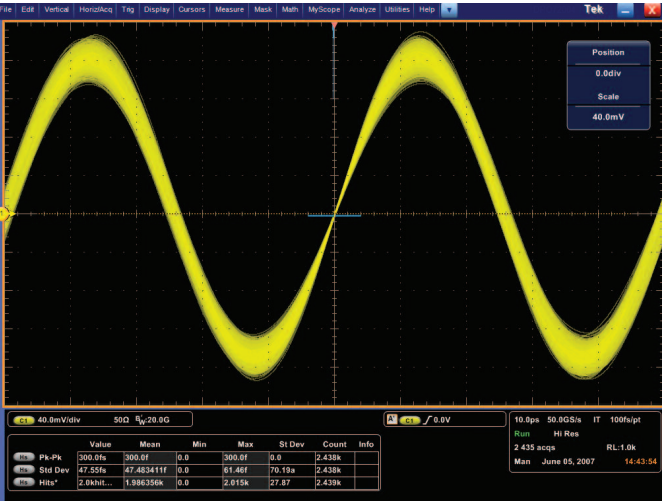 File Edit Vertical Horiz/Acq Trig Display Cursors Measure Mask Math MyScope Analyze Utilities Help Tek X
Position
0.0div
Scale
40.0mV
1
C1 40.0mV/div 50Ω BW:20.0G
A' C1 0.0V
10.0ps 50.0GS/s IT 100fs/pt
Run Hi Res
2 435 acqs RL:1.0k
Man June 05, 2007 14:43:54
Value Mean Min Max St Dev Count Info
Hs Pk-Pk 300.0fs 300.0f 0.0 300.0f 0.0 2.438k
Hs Std Dev 47.55fs 47.483411f 0.0 61.46f 70.19a 2.438k
Hs Hits* 2.0khit... 1.986356k 0.0 2.015k 27.87 2.439k